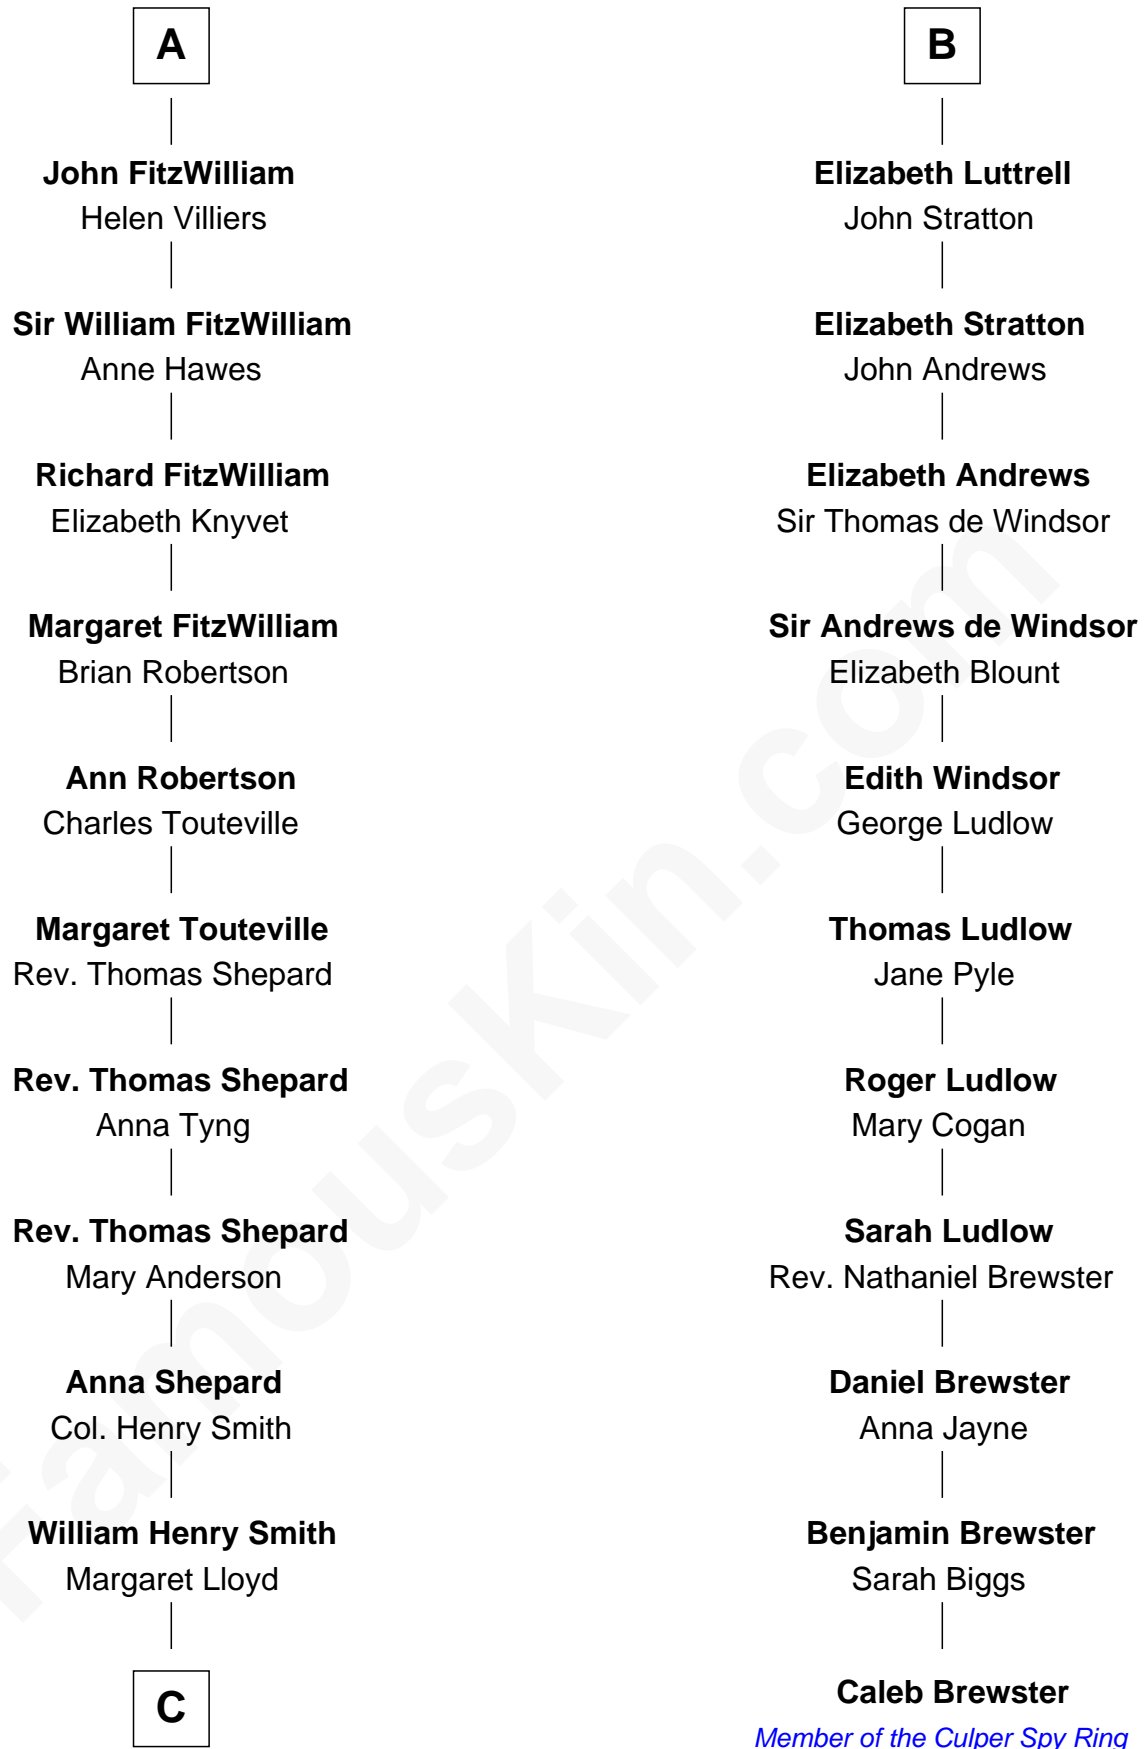 A
John FitzWilliam
Helen Villiers
Sir William FitzWilliam
Anne Hawes
Richard FitzWilliam
Elizabeth Knyvet
Margaret FitzWilliam
Brian Robertson
Ann Robertson
Charles Touteville
Margaret Touteville
Rev. Thomas Shepard
Rev. Thomas Shepard
Anna Tyng
Rev. Thomas Shepard
Mary Anderson
Anna Shepard
Col. Henry Smith
William Henry Smith
Margaret Lloyd
C
B
Elizabeth Luttrell
John Stratton
Elizabeth Stratton
John Andrews
Elizabeth Andrews
Sir Thomas de Windsor
Sir Andrews de Windsor
Elizabeth Blount
Edith Windsor
George Ludlow
Thomas Ludlow
Jane Pyle
Roger Ludlow
Mary Cogan
Sarah Ludlow
Rev. Nathaniel Brewster
Daniel Brewster
Anna Jayne
Benjamin Brewster
Sarah Biggs
Caleb Brewster
Member of the Culper Spy Ring
FamousKin.com